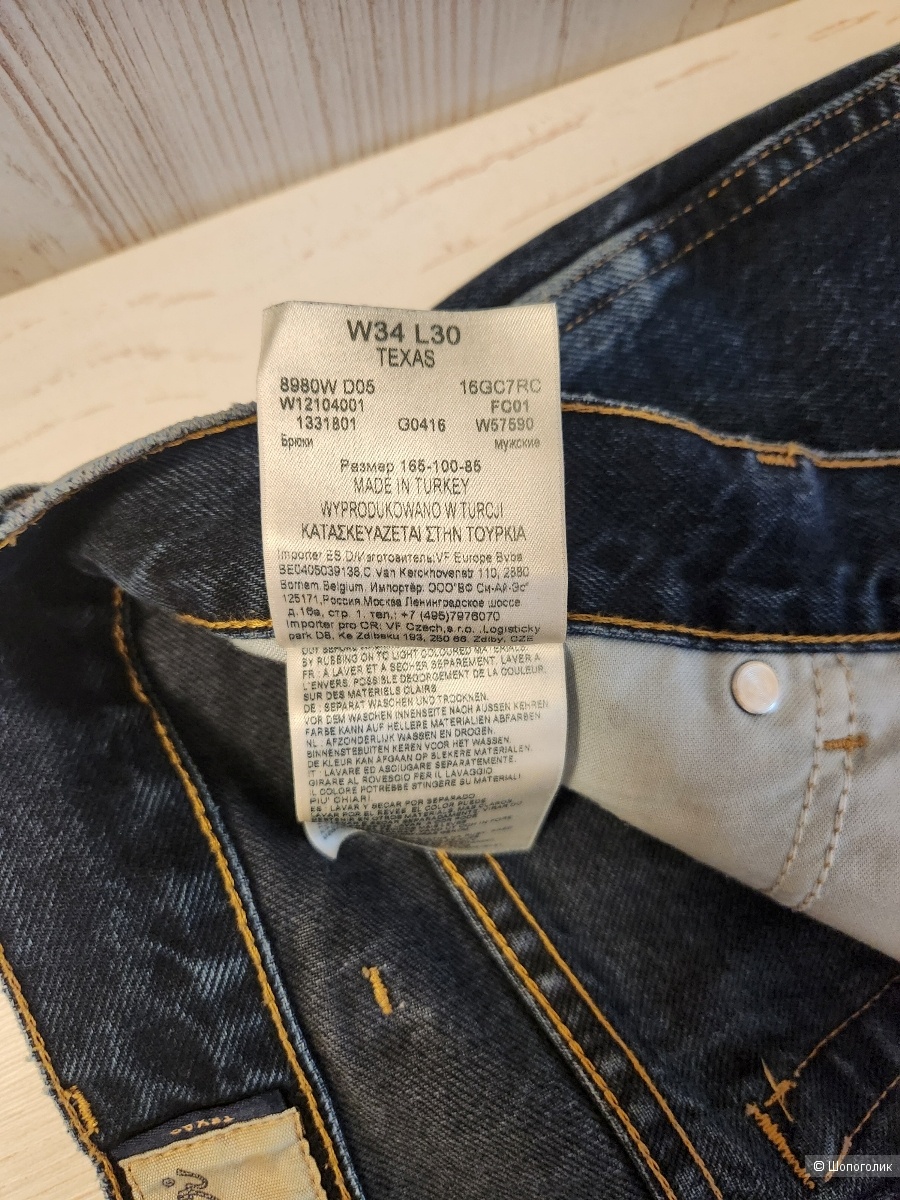 W34 L30
TEXAS
8980W D05 16GC7RC
W12104001 FC01
1331801 G0416 W57590
Брюки мужские
Размер 165-100-85
MADE IN TURKEY
WYPRODUKOWANO W TURCJI
ΚΑΤΑΣΚΕΥΑΖΕΤΑΙ ΣΤΗΝ ΤΟΥΡΚΙΑ
Importer ES.D/Изготовитель:VF Europe Bvba
BE0405039138,C.Van Kerckhovenstr 110, 2880
Bornem,Belgium. Импортёр: ООО"ВФ Си-Ай-Эс"
125171,Россия,Москва Ленинградское шоссе
д.16а, стр. 1. тел.: +7 (495)7976070
Importer pro CR: VF Czech,s.r.o. ,Logisticky
park D8, Ke Zdibsku 193, 250 66, Zdiby, CZE
BY RUBBING ON TO LIGHT COLOURED MATERIALS.
FR : A LAVER ET A SECHER SEPAREMENT. LAVER A
L'ENVERS. POSSIBLE DEGORGEMENT DE LA COULEUR
SUR DES MATERIELS CLAIRS
DE : SEPARAT WASCHEN UND TROCKNEN.
VOR DEM WASCHEN INNENSEITE NACH AUSSEN KEHREN
FARBE KANN AUF HELLERE MATERIALIEN ABFARBEN
NL : AFZONDERLIJK WASSEN EN DROGEN.
BINNENSTEBUITEN KEREN VOOR HET WASSEN.
DE KLEUR KAN AFGAAN OP BLEKERE MATERIALEN.
IT : LAVARE ED ASCIUGARE SEPARATEMENTE.
GIRARE AL ROVESCIO PER IL LAVAGGIO
IL COLORE POTREBBE STINGERE SU MATERIALI
PIU' CHIARI.
ES : LAVAR Y SECAR POR SEPARADO
TEXAS
© Шопоголик